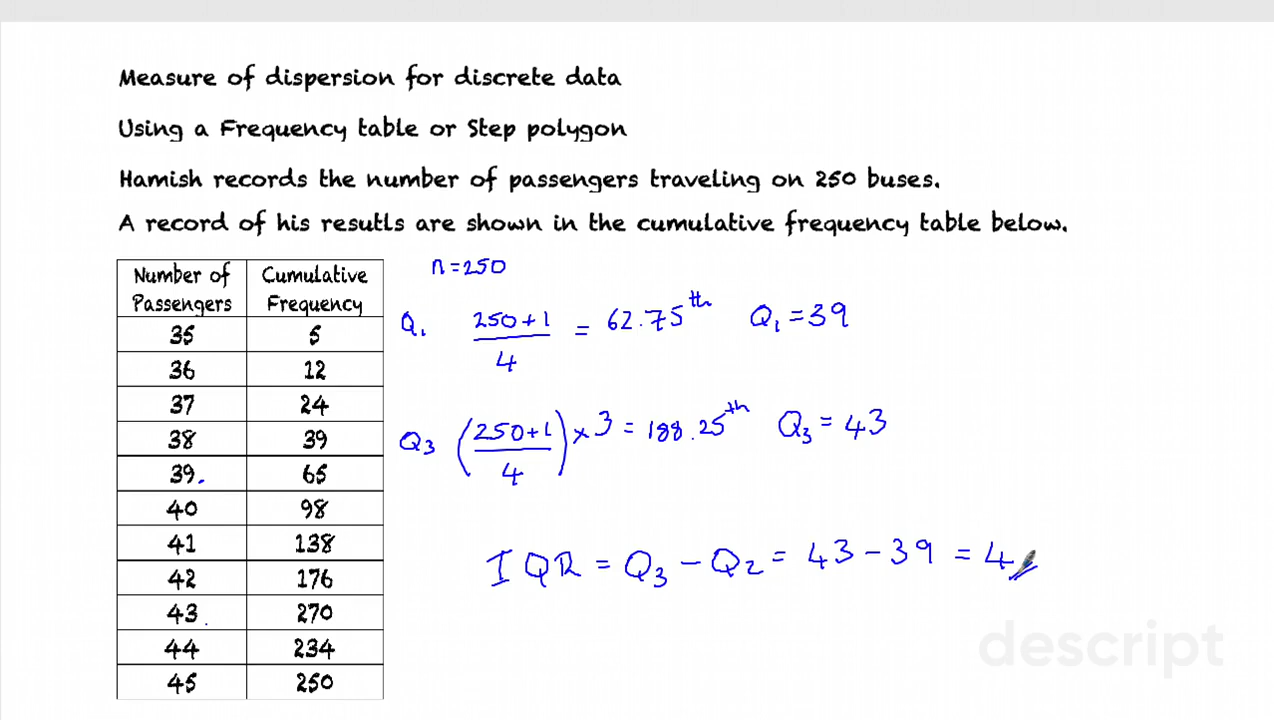 Measure of dispersion for discrete data
Using a Frequency table or Step polygon
Hamish records the number of passengers traveling on 250 buses.
A record of his resutls are shown in the cumulative frequency table below.
Number of Passengers Cumulative Frequency
35 5
36 12
37 24
38 39
39. 65
40 98
41 138
42 176
43. 270
44 234
45 250
n = 250
Q₁ (250+1)/4 = 62.75th Q₁ = 39
Q₃ ((250+1)/4) × 3 = 188.25th Q₃ = 43
IQR = Q₃ − Q₂ = 43 − 39 = 4
descript